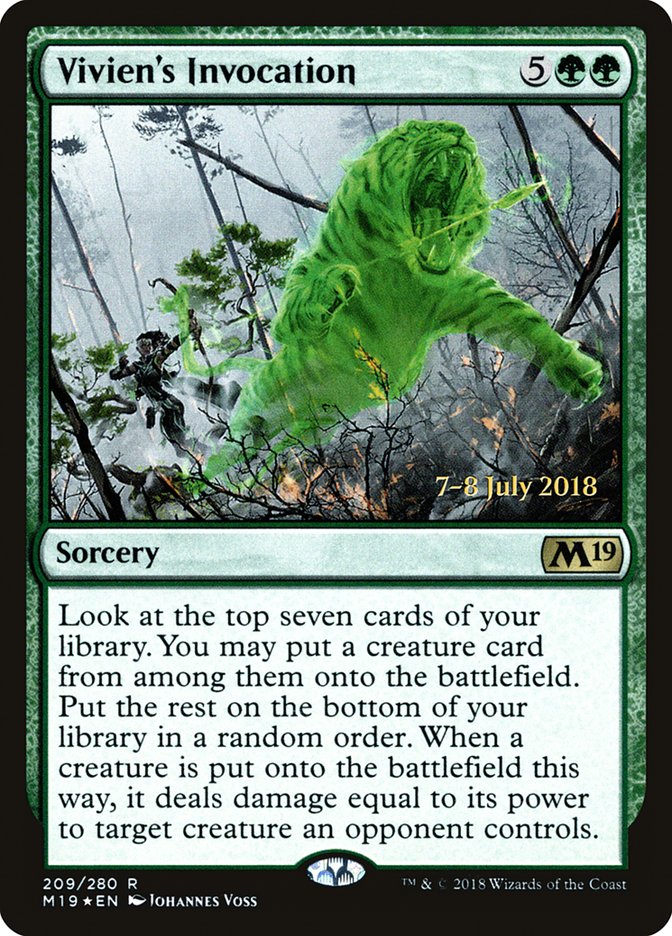 Vivien's Invocation 5
7–8 July 2018
Sorcery M19
Look at the top seven cards of your
library. You may put a creature card
from among them onto the battlefield.
Put the rest on the bottom of your
library in a random order. When a
creature is put onto the battlefield this
way, it deals damage equal to its power
to target creature an opponent controls.
209/280 R
™ & © 2018 Wizards of the Coast
M19★EN Johannes Voss